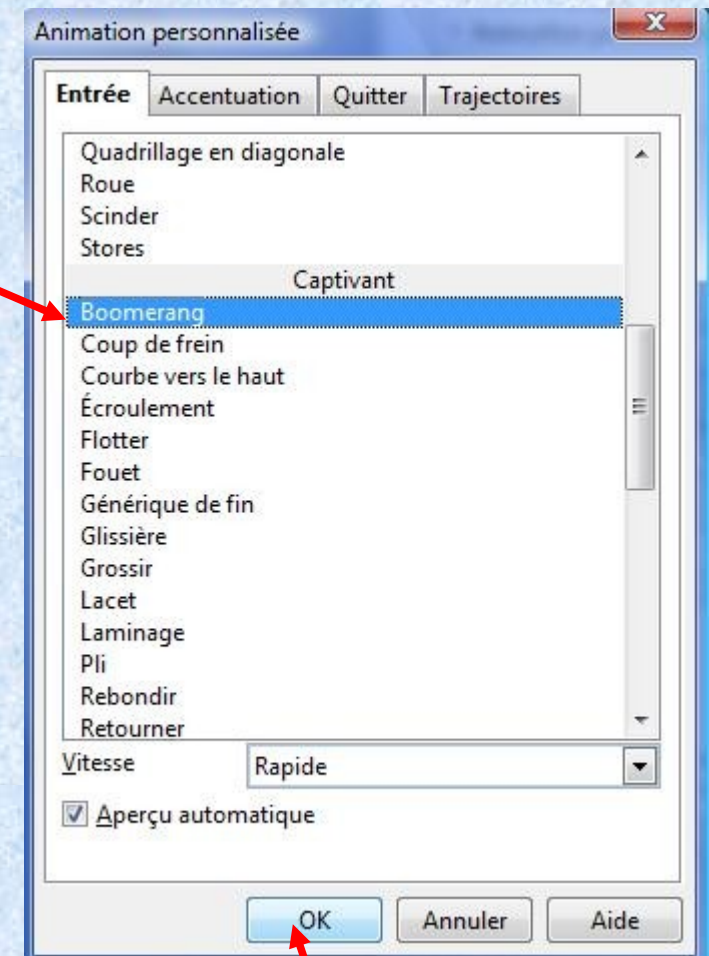 Animation personnalisée
Entrée Accentuation Quitter Trajectoires
Quadrillage en diagonale
Roue
Scinder
Stores
Captivant
Boomerang
Coup de frein
Courbe vers le haut
Écroulement
Flotter
Fouet
Générique de fin
Glissière
Grossir
Lacet
Laminage
Pli
Rebondir
Retourner
Vitesse Rapide
Aperçu automatique
OK Annuler Aide